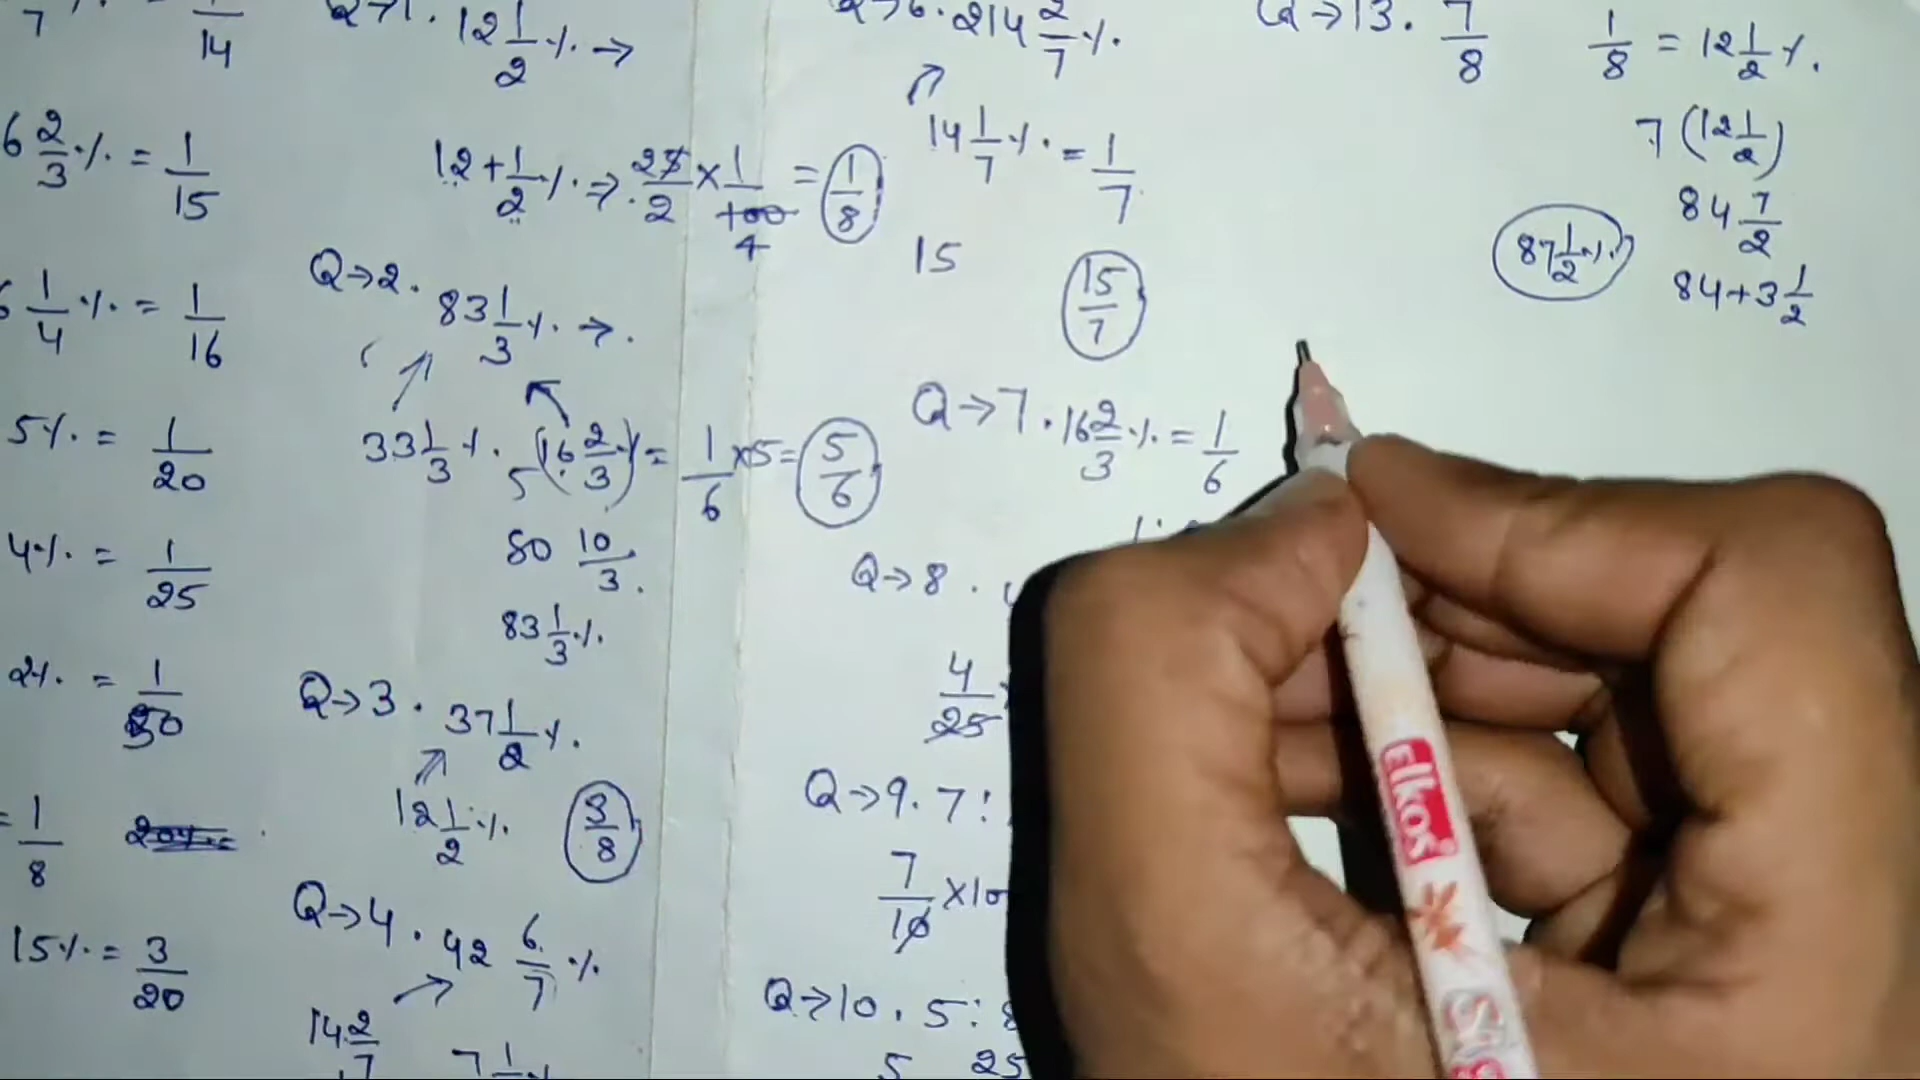 7 %. = 1/14
6 2/3 %. = 1/15
6 1/4 %. = 1/16
5%. = 1/20
4%. = 1/25
2%. = 1/50
= 1/8
15%. = 3/20
Q→1. 12 1/2 %. →
12 + 1/2 %. ⇒ 25/2 × 1/100 = 1/8
4
Q→2. 83 1/3 %. →.
33 1/3 %. 5(16 2/3 %) = 1/6 ×5 = 5/6
80 10/3.
83 1/3 %.
Q→3. 37 1/2 %.
12 1/2 %. 3/8
Q→4. 42 6/7 %
14 2/7
7 1
Q→6. 214 2/7 %.
14 1/7 %. = 1/7
15
15/7
Q→7. 16 2/3 %. = 1/6
Q→8.
4/25
Q→9. 7:
7/10 ×10
Q→10. 5:8
5 25
Q→13. 7/8
1/8 = 12 1/2 %.
7(12 1/2)
84 7/2
84+3 1/2
87 1/2 %.
Elkos